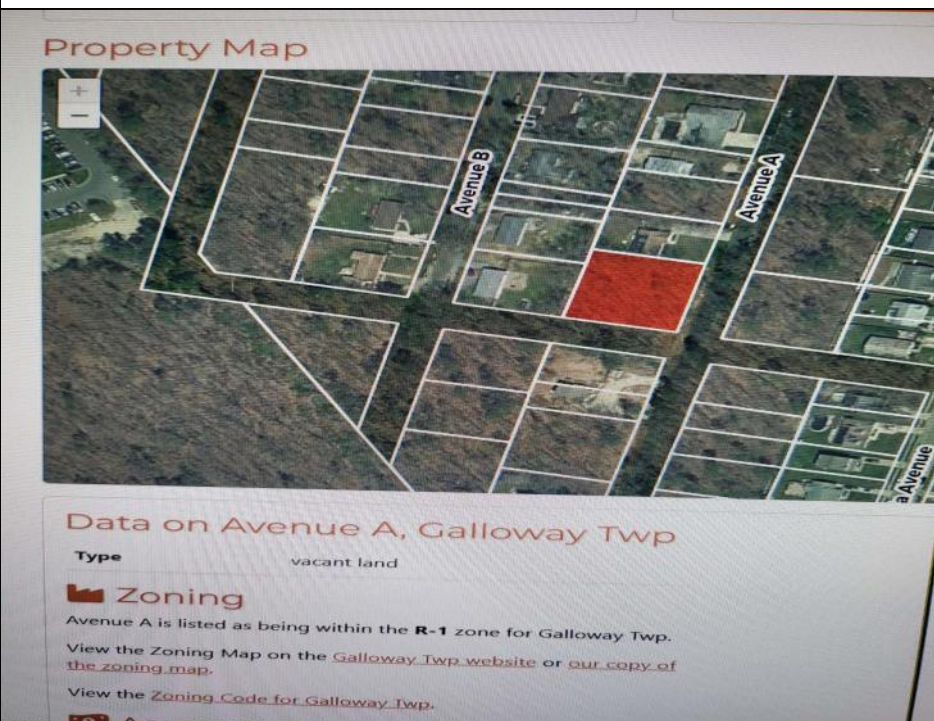 Property Map
+
−
Avenue B
Avenue A
a Avenue
Data on Avenue A, Galloway Twp
Type vacant land
Zoning
Avenue A is listed as being within the R-1 zone for Galloway Twp.
View the Zoning Map on the Galloway Twp website or our copy of
the zoning map.
View the Zoning Code for Galloway Twp.